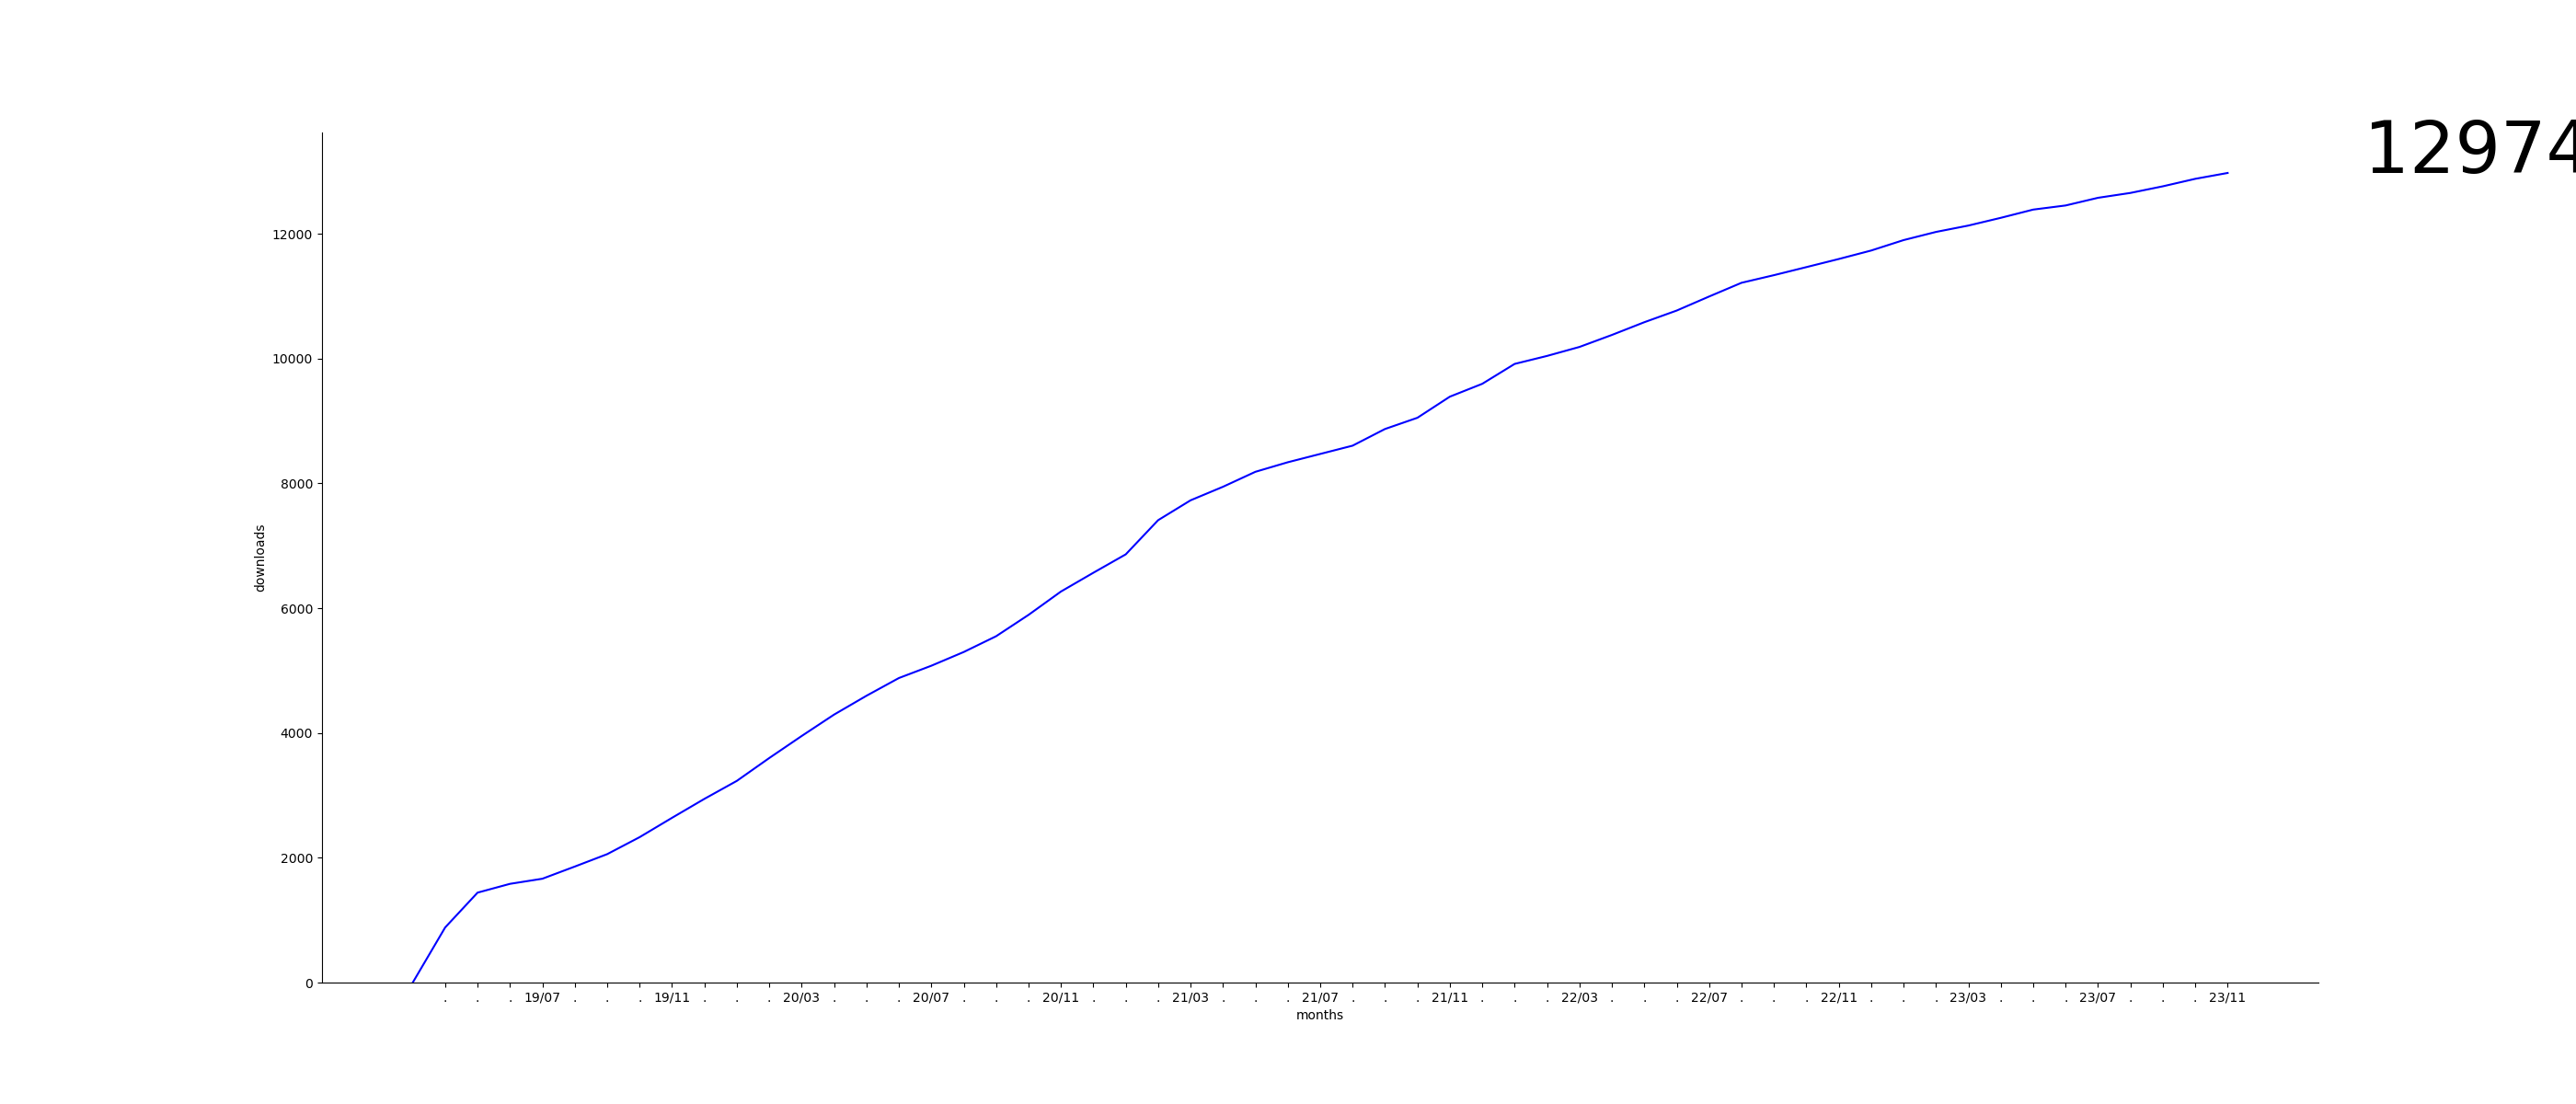 12974
12000
10000
8000
6000
4000
2000
0
downloads
. . . 19/07 . . . 19/11 . . . 20/03 . . . 20/07 . . . 20/11 . . . 21/03 . . . 21/07 . . . 21/11 . . . 22/03 . . . 22/07 . . . 22/11 . . . 23/03 . . . 23/07 . . . 23/11
months